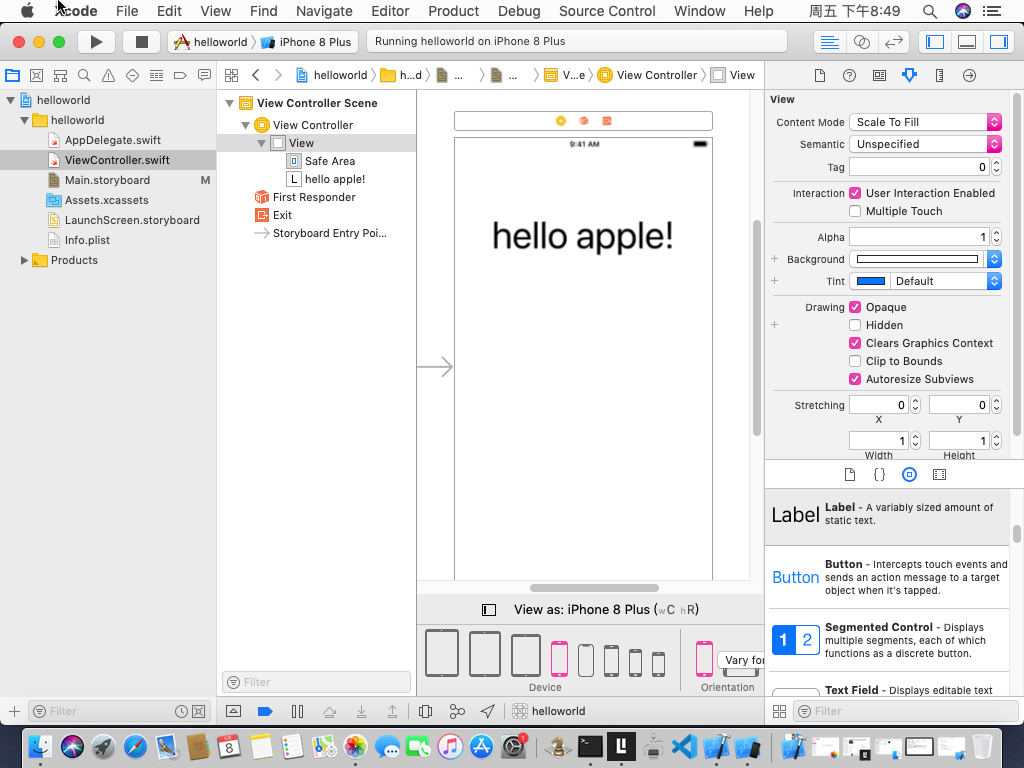 Xcode File Edit View Find Navigate Editor Product Debug Source Control Window Help 周五 下午8:49
helloworld iPhone 8 Plus Running helloworld on iPhone 8 Plus
helloworld h...d ... ... V...e View Controller View
helloworld
helloworld
AppDelegate.swift
ViewController.swift
Main.storyboard M
Assets.xcassets
LaunchScreen.storyboard
Info.plist
Products
Filter
View Controller Scene
View Controller
View
Safe Area
L hello apple!
First Responder
Exit
Storyboard Entry Poi...
Filter
9:41 AM
hello apple!
View as: iPhone 8 Plus (wC hR)
Vary for
Device Orientation
helloworld
View
Content Mode Scale To Fill
Semantic Unspecified
Tag 0
Interaction User Interaction Enabled
Multiple Touch
Alpha 1
Background
Tint Default
Drawing Opaque
Hidden
Clears Graphics Context
Clip to Bounds
Autoresize Subviews
Stretching 0 0
X Y
1 1
Width Height
{}
Label Label - A variably sized amount of
static text.
Button Button - Intercepts touch events and
sends an action message to a target
object when it's tapped.
1 2 Segmented Control - Displays
multiple segments, each of which
functions as a discrete button.
Text Field - Displays editable text
Filter
8
1
L